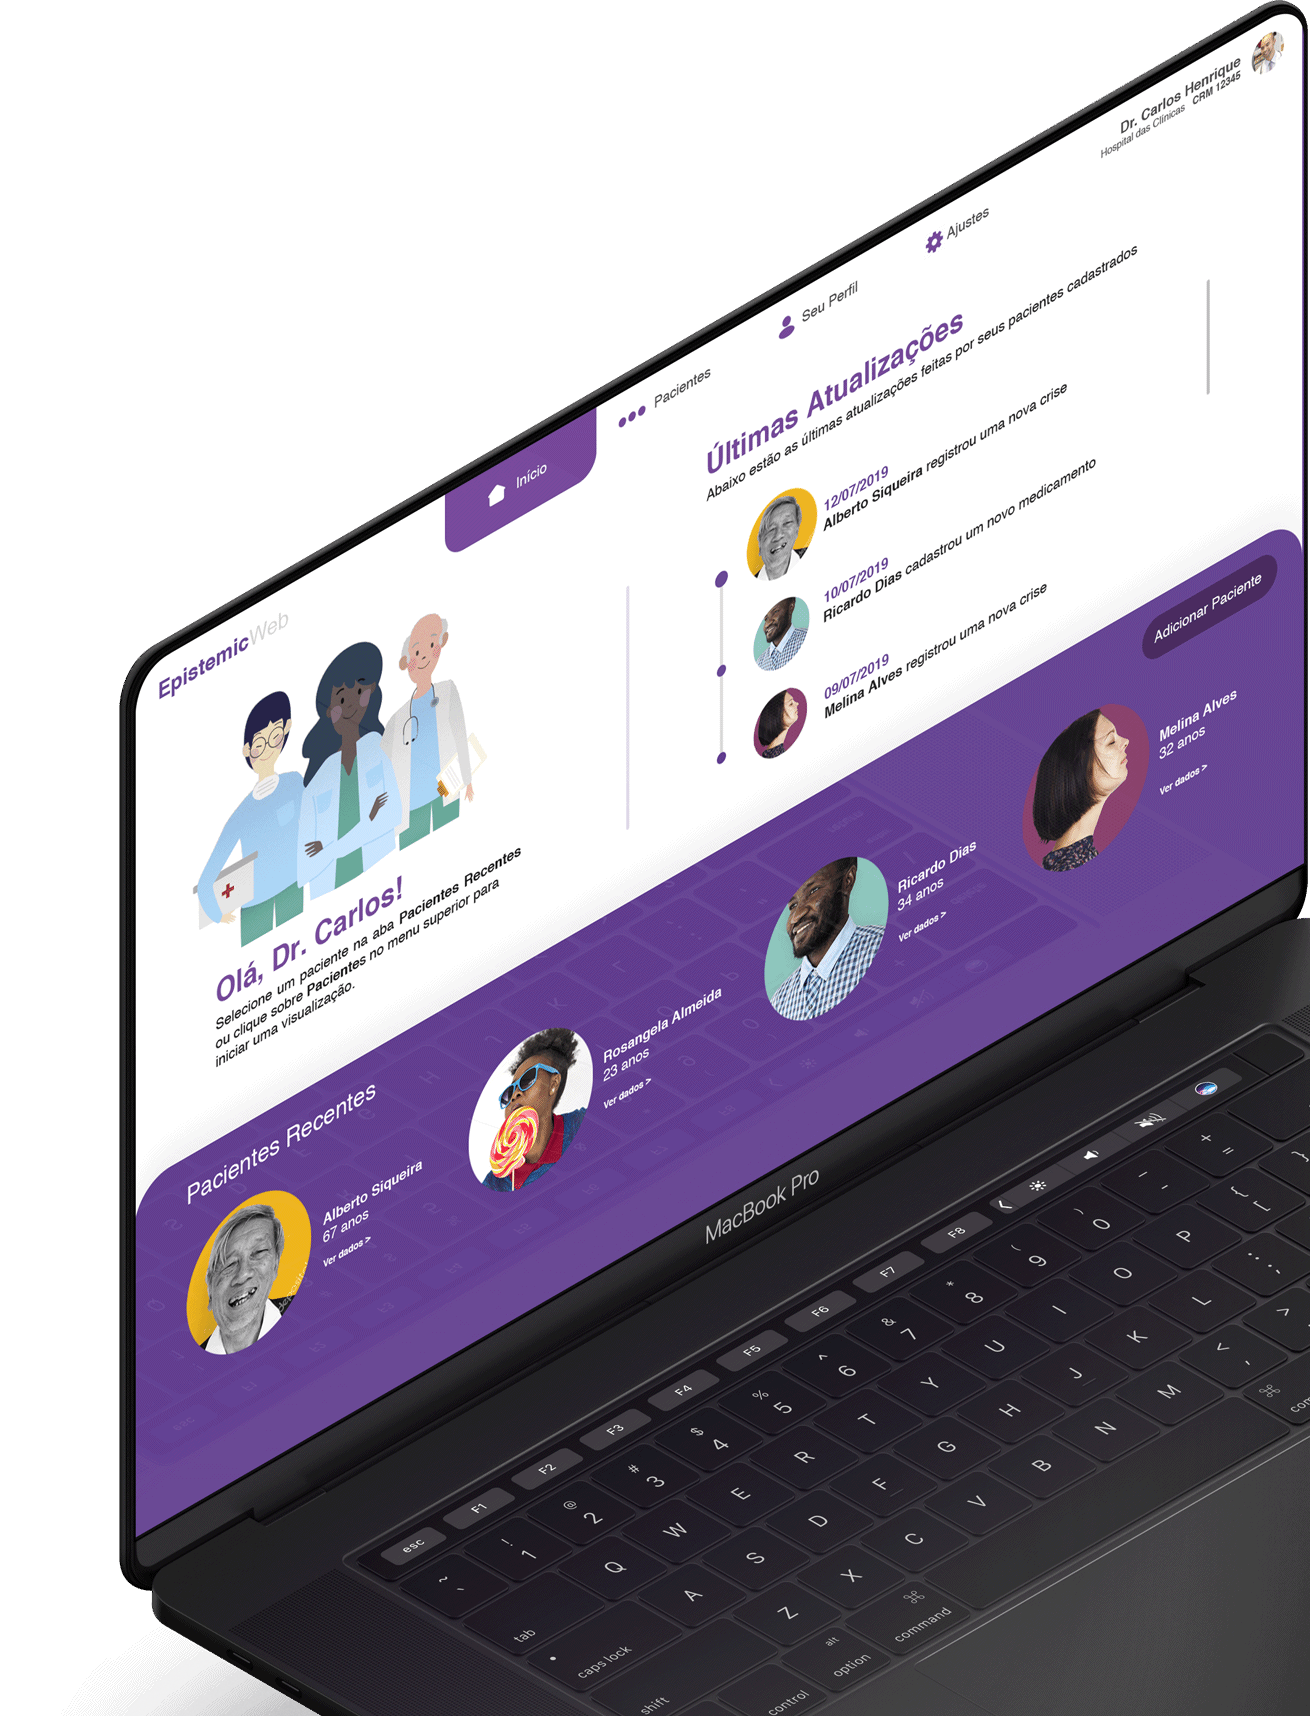 Dr. Carlos Henrique
Hospital das Clínicas CRM 12345
EpistemicWeb
Início
Pacientes
Seu Perfil
Ajustes
Olá, Dr. Carlos!
Selecione um paciente na aba Pacientes Recentes
ou clique sobre Pacientes no menu superior para
iniciar uma visualização.
Últimas Atualizações
Abaixo estão as últimas atualizações feitas por seus pacientes cadastrados
12/07/2019
Alberto Siqueira registrou uma nova crise
10/07/2019
Ricardo Dias cadastrou um novo medicamento
09/07/2019
Melina Alves registrou uma nova crise
Pacientes Recentes
Adicionar Paciente
Alberto Siqueira
67 anos
Ver dados >
Rosangela Almeida
23 anos
Ver dados >
Ricardo Dias
34 anos
Ver dados >
Melina Alves
32 anos
Ver dados >
MacBook Pro
esc F1 F2 F3 F4 F5 F6 F7 F8 <
~ ! @ # $ % ^ & * ( ) _ +
` 1 2 3 4 5 6 7 8 9 0 - =
tab Q W E R T Y U I O P { [ }
caps lock A S D F G H J K L : ;
shift Z X C V B N M < , >
control alt option ⌘ command ⌘